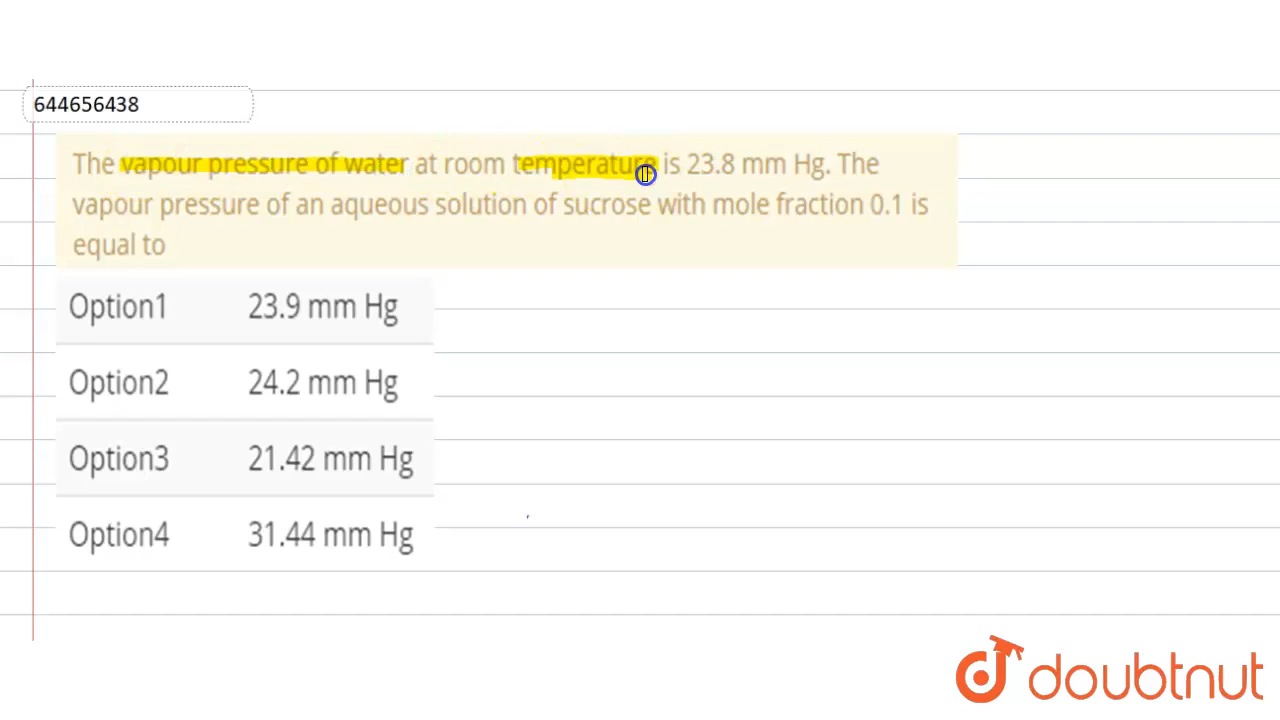 644656438
The vapour pressure of water at room temperature is 23.8 mm Hg. The
vapour pressure of an aqueous solution of sucrose with mole fraction 0.1 is
equal to
Option1 23.9 mm Hg
Option2 24.2 mm Hg
Option3 21.42 mm Hg
Option4 31.44 mm Hg
doubtnut